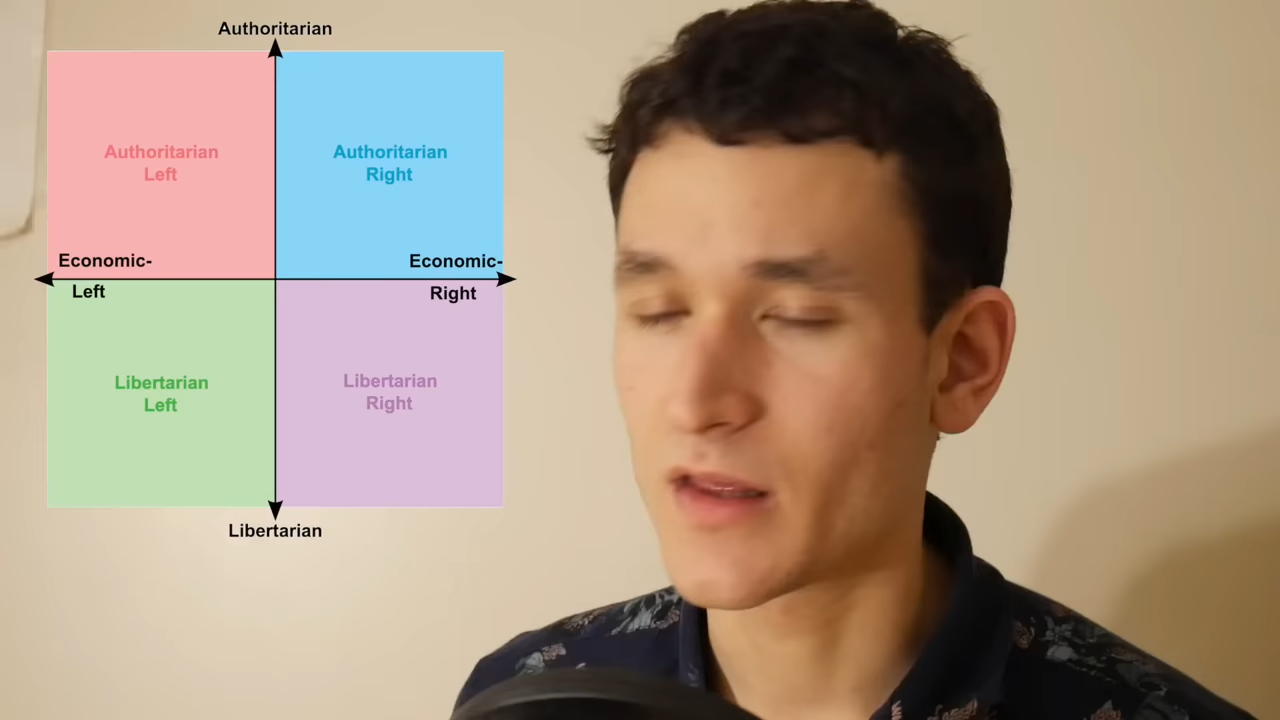 Authoritarian
Authoritarian
Left
Authoritarian
Right
Economic-
Left
Economic-
Right
Libertarian
Left
Libertarian
Right
Libertarian